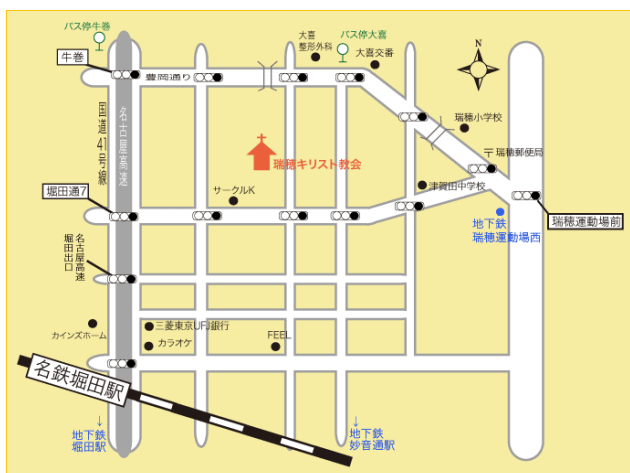 バス停牛巻
大喜
整形外科
バス停大喜
大喜交番
N
牛巻
豊岡通り
国道41号線
名古屋高速
瑞穂小学校
〒瑞穂郵便局
瑞穂キリスト教会
サークルK
津賀田中学校
堀田通7
地下鉄
瑞穂運動場西
瑞穂運動場前
名古屋高速
堀田出口
カインズホーム
三菱東京UFJ銀行
カラオケ
FEEL
名鉄堀田駅
↓
地下鉄
堀田駅
↓
地下鉄
妙音通駅